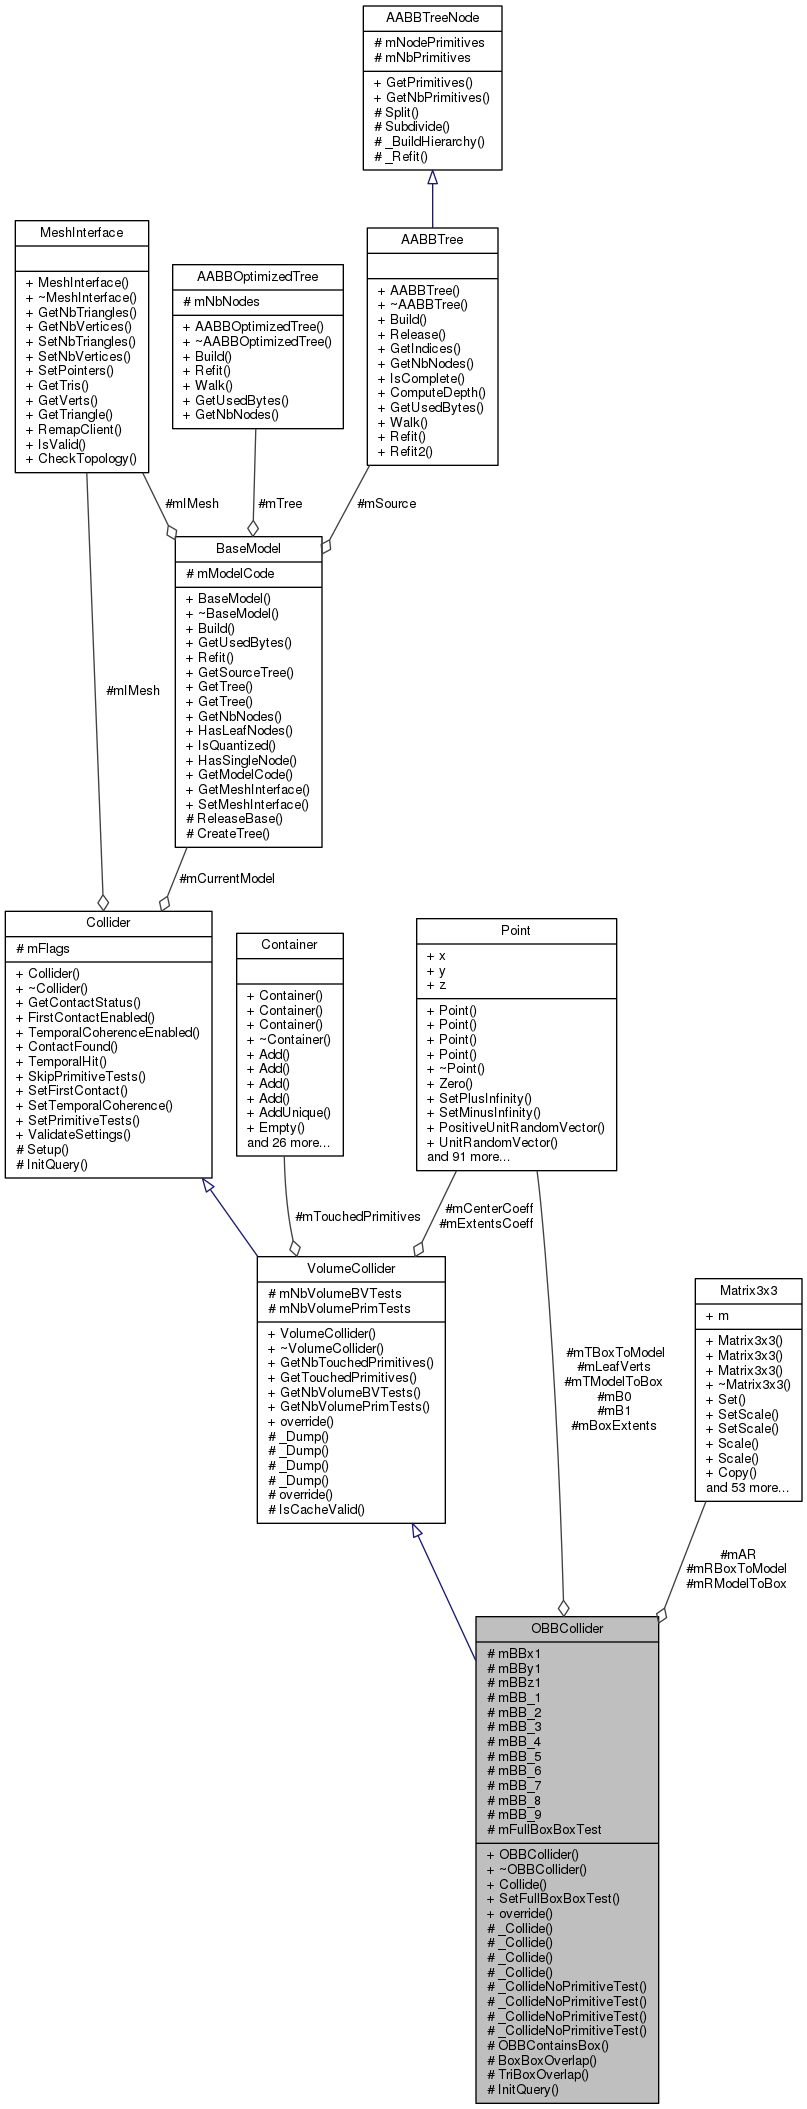 AABBTreeNode
# mNodePrimitives
# mNbPrimitives
+ GetPrimitives()
+ GetNbPrimitives()
# Split()
# Subdivide()
# _BuildHierarchy()
# _Refit()
MeshInterface
+ MeshInterface()
+ ~MeshInterface()
+ GetNbTriangles()
+ GetNbVertices()
+ SetNbTriangles()
+ SetNbVertices()
+ SetPointers()
+ GetTris()
+ GetVerts()
+ GetTriangle()
+ RemapClient()
+ IsValid()
+ CheckTopology()
AABBOptimizedTree
# mNbNodes
+ AABBOptimizedTree()
+ ~AABBOptimizedTree()
+ Build()
+ Refit()
+ Walk()
+ GetUsedBytes()
+ GetNbNodes()
AABBTree
+ AABBTree()
+ ~AABBTree()
+ Build()
+ Release()
+ GetIndices()
+ GetNbNodes()
+ IsComplete()
+ ComputeDepth()
+ GetUsedBytes()
+ Walk()
+ Refit()
+ Refit2()
#mIMesh
#mTree
#mSource
BaseModel
# mModelCode
+ BaseModel()
+ ~BaseModel()
+ Build()
+ GetUsedBytes()
+ Refit()
+ GetSourceTree()
+ GetTree()
+ GetTree()
+ GetNbNodes()
+ HasLeafNodes()
+ IsQuantized()
+ HasSingleNode()
+ GetModelCode()
+ GetMeshInterface()
+ SetMeshInterface()
# ReleaseBase()
# CreateTree()
#mIMesh
#mCurrentModel
Collider
# mFlags
+ Collider()
+ ~Collider()
+ GetContactStatus()
+ FirstContactEnabled()
+ TemporalCoherenceEnabled()
+ ContactFound()
+ TemporalHit()
+ SkipPrimitiveTests()
+ SetFirstContact()
+ SetTemporalCoherence()
+ SetPrimitiveTests()
+ ValidateSettings()
# Setup()
# InitQuery()
Container
+ Container()
+ Container()
+ Container()
+ ~Container()
+ Add()
+ Add()
+ Add()
+ Add()
+ AddUnique()
+ Empty()
and 26 more...
Point
+ x
+ y
+ z
+ Point()
+ Point()
+ Point()
+ Point()
+ ~Point()
+ Zero()
+ SetPlusInfinity()
+ SetMinusInfinity()
+ PositiveUnitRandomVector()
+ UnitRandomVector()
and 91 more...
#mTouchedPrimitives
#mCenterCoeff
#mExtentsCoeff
VolumeCollider
# mNbVolumeBVTests
# mNbVolumePrimTests
+ VolumeCollider()
+ ~VolumeCollider()
+ GetNbTouchedPrimitives()
+ GetTouchedPrimitives()
+ GetNbVolumeBVTests()
+ GetNbVolumePrimTests()
+ override()
# _Dump()
# _Dump()
# _Dump()
# _Dump()
# override()
# IsCacheValid()
#mTBoxToModel
#mLeafVerts
#mTModelToBox
#mB0
#mB1
#mBoxExtents
Matrix3x3
+ m
+ Matrix3x3()
+ Matrix3x3()
+ Matrix3x3()
+ ~Matrix3x3()
+ Set()
+ SetScale()
+ SetScale()
+ Scale()
+ Scale()
+ Copy()
and 53 more...
#mAR
#mRBoxToModel
#mRModelToBox
OBBCollider
# mBBx1
# mBBy1
# mBBz1
# mBB_1
# mBB_2
# mBB_3
# mBB_4
# mBB_5
# mBB_6
# mBB_7
# mBB_8
# mBB_9
# mFullBoxBoxTest
+ OBBCollider()
+ ~OBBCollider()
+ Collide()
+ SetFullBoxBoxTest()
+ override()
# _Collide()
# _Collide()
# _Collide()
# _Collide()
# _CollideNoPrimitiveTest()
# _CollideNoPrimitiveTest()
# _CollideNoPrimitiveTest()
# _CollideNoPrimitiveTest()
# OBBContainsBox()
# BoxBoxOverlap()
# TriBoxOverlap()
# InitQuery()